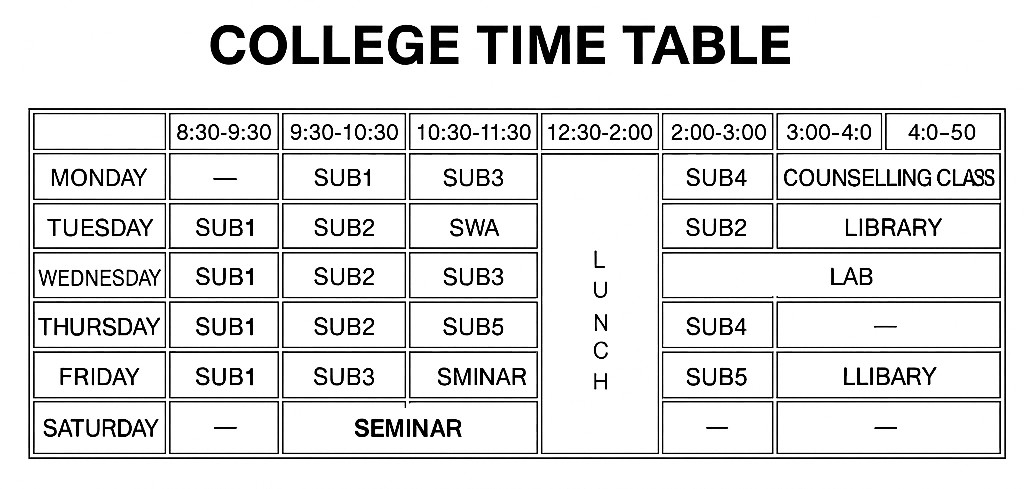 COLLEGE TIME TABLE
8:30-9:30 9:30-10:30 10:30-11:30 12:30-2:00 2:00-3:00 3:00-4:0 4:0–50
MONDAY — SUB1 SUB3 SUB4 COUNSELLING CLASS
TUESDAY SUB1 SUB2 SWA SUB2 LIBRARY
WEDNESDAY SUB1 SUB2 SUB3 LAB
THURSDAY SUB1 SUB2 SUB5 SUB4 —
FRIDAY SUB1 SUB3 SMINAR SUB5 LLIBARY
SATURDAY — SEMINAR — —
LUNCH